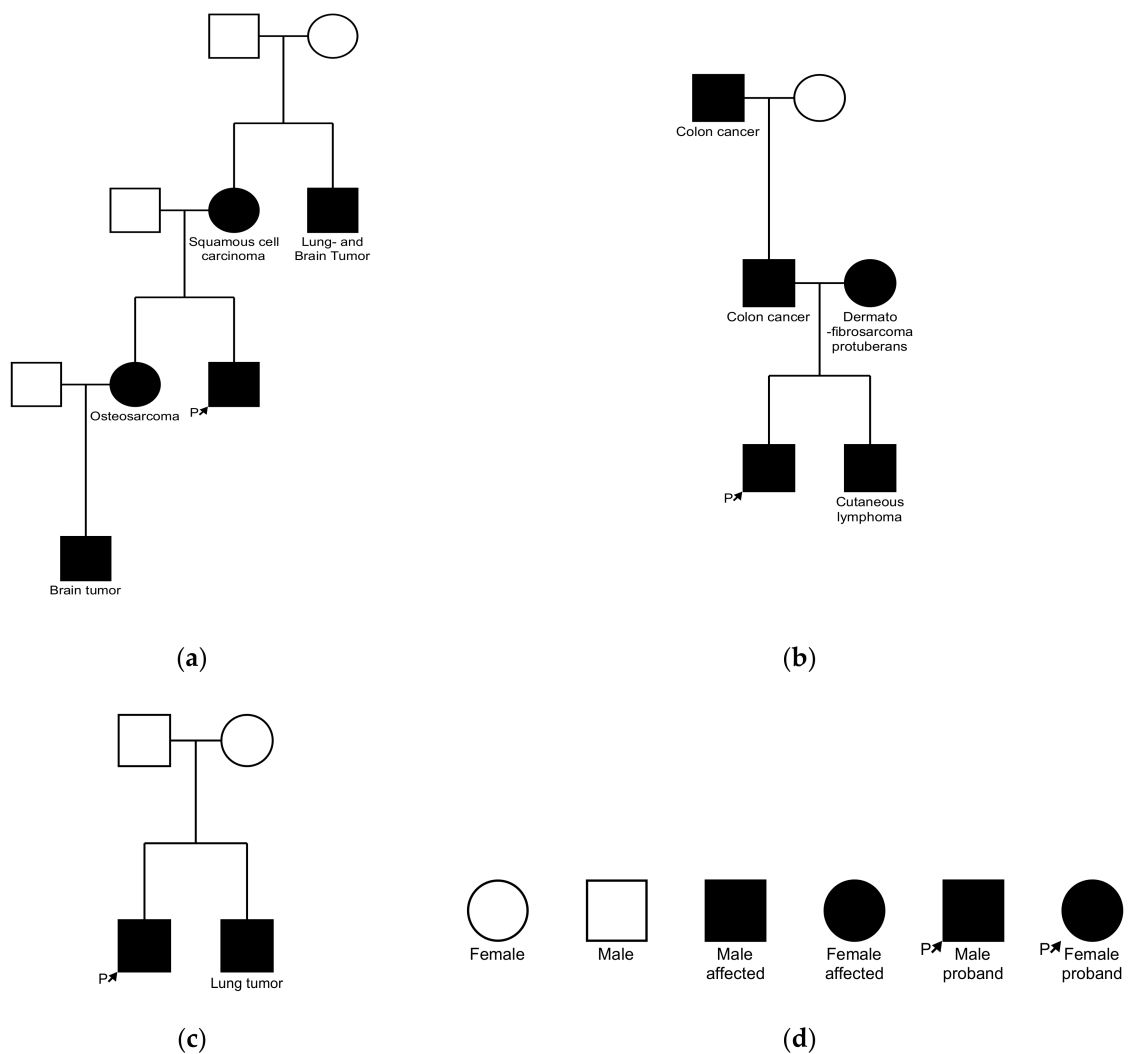 Squamous cell
carcinoma
Lung- and
Brain Tumor
P
Osteosarcoma
Brain tumor
(a)
Colon cancer
Colon cancer
Dermato
-fibrosarcoma
protuberans
P
Cutaneous
lymphoma
(b)
P
Lung tumor
(c)
Female
Male
Male
affected
Female
affected
P
Male
proband
P
Female
proband
(d)